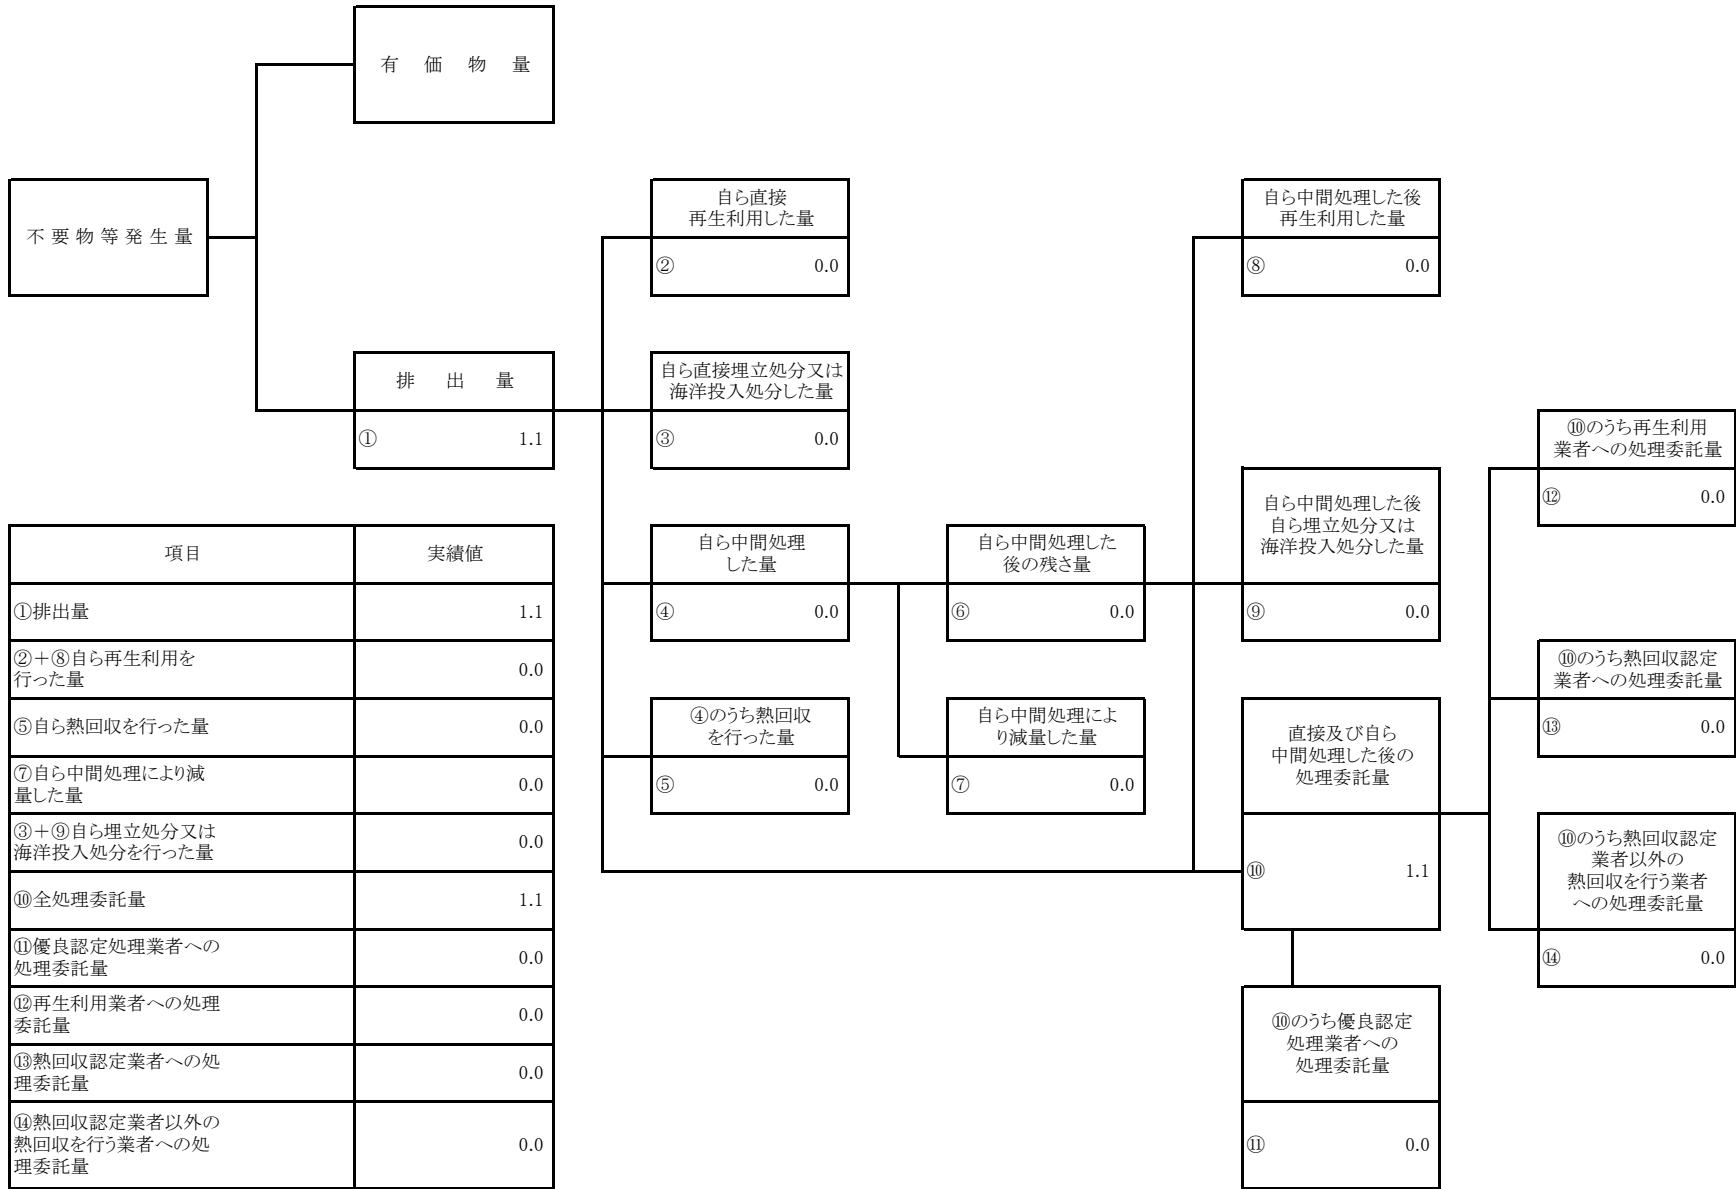 有 価 物 量
不 要 物 等 発 生 量
排 出 量
① 1.1
自ら直接
再生利用した量
② 0.0
自ら直接埋立処分又は
海洋投入処分した量
③ 0.0
自ら中間処理
した量
④ 0.0
④のうち熱回収
を行った量
⑤ 0.0
自ら中間処理した
後の残さ量
⑥ 0.0
自ら中間処理によ
り減量した量
⑦ 0.0
自ら中間処理した後
再生利用した量
⑧ 0.0
自ら中間処理した後
自ら埋立処分又は
海洋投入処分した量
⑨ 0.0
直接及び自ら
中間処理した後の
処理委託量
⑩ 1.1
⑩のうち優良認定
処理業者への
処理委託量
⑪ 0.0
⑩のうち再生利用
業者への処理委託量
⑫ 0.0
⑩のうち熱回収認定
業者への処理委託量
⑬ 0.0
⑩のうち熱回収認定
業者以外の
熱回収を行う業者
への処理委託量
⑭ 0.0
項目 実績値
①排出量 1.1
②＋⑧自ら再生利用を
行った量 0.0
⑤自ら熱回収を行った量 0.0
⑦自ら中間処理により減
量した量 0.0
③＋⑨自ら埋立処分又は
海洋投入処分を行った量 0.0
⑩全処理委託量 1.1
⑪優良認定処理業者への
処理委託量 0.0
⑫再生利用業者への処理
委託量 0.0
⑬熱回収認定業者への処
理委託量 0.0
⑭熱回収認定業者以外の
熱回収を行う業者への処
理委託量 0.0